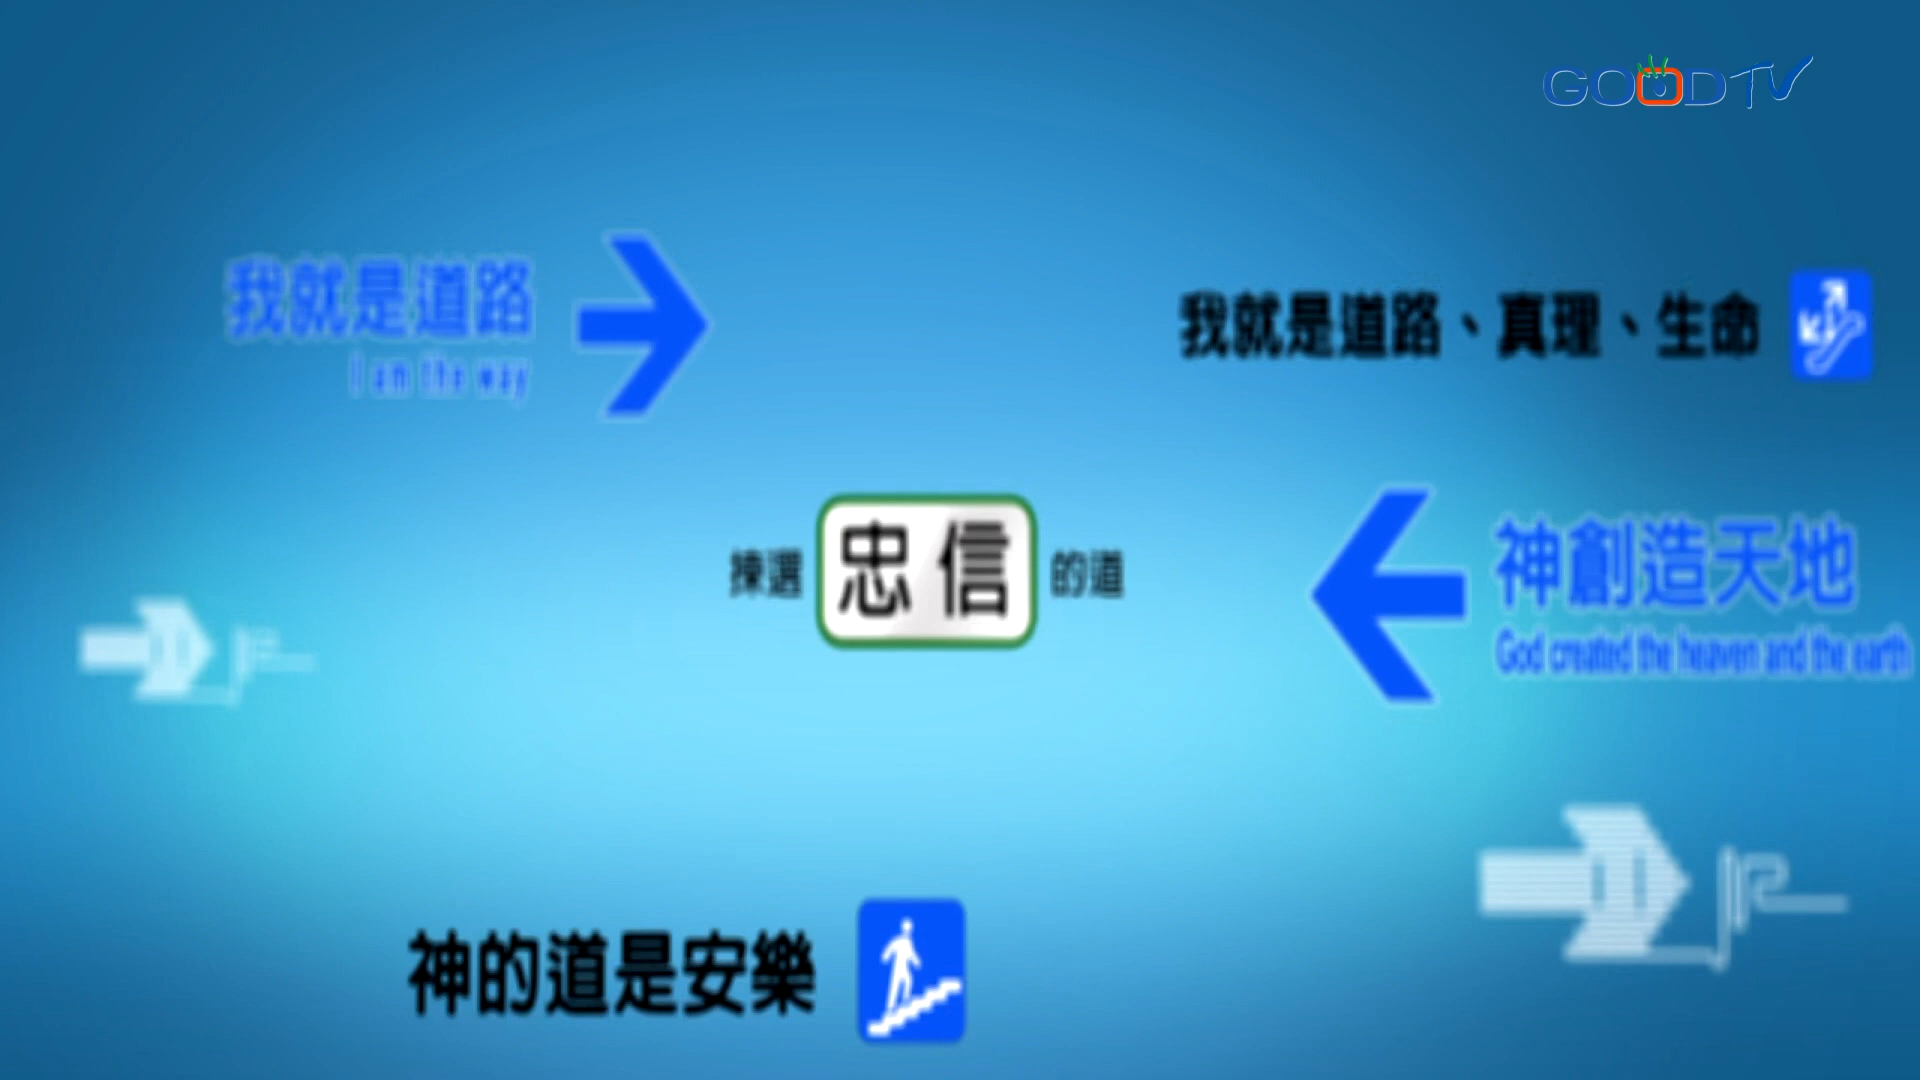 GOOD TV
我就是道路
I am the way
我就是道路、真理、生命
揀選 忠信 的道
神創造天地
God created the heaven and the earth
神的道是安樂